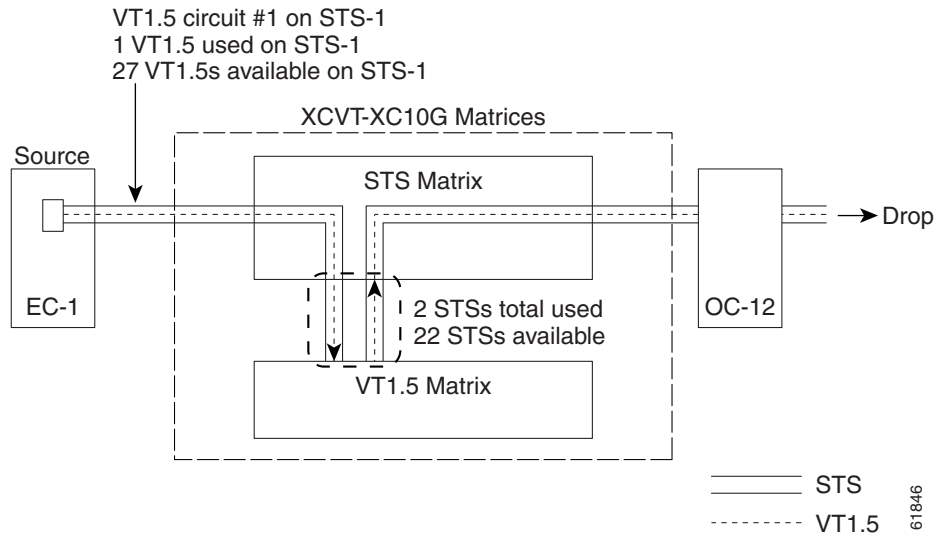 VT1.5 circuit #1 on STS-1
1 VT1.5 used on STS-1
27 VT1.5s available on STS-1
XCVT-XC10G Matrices
Source
STS Matrix
Drop
EC-1
2 STSs total used
22 STSs available
OC-12
VT1.5 Matrix
STS
VT1.5
61846